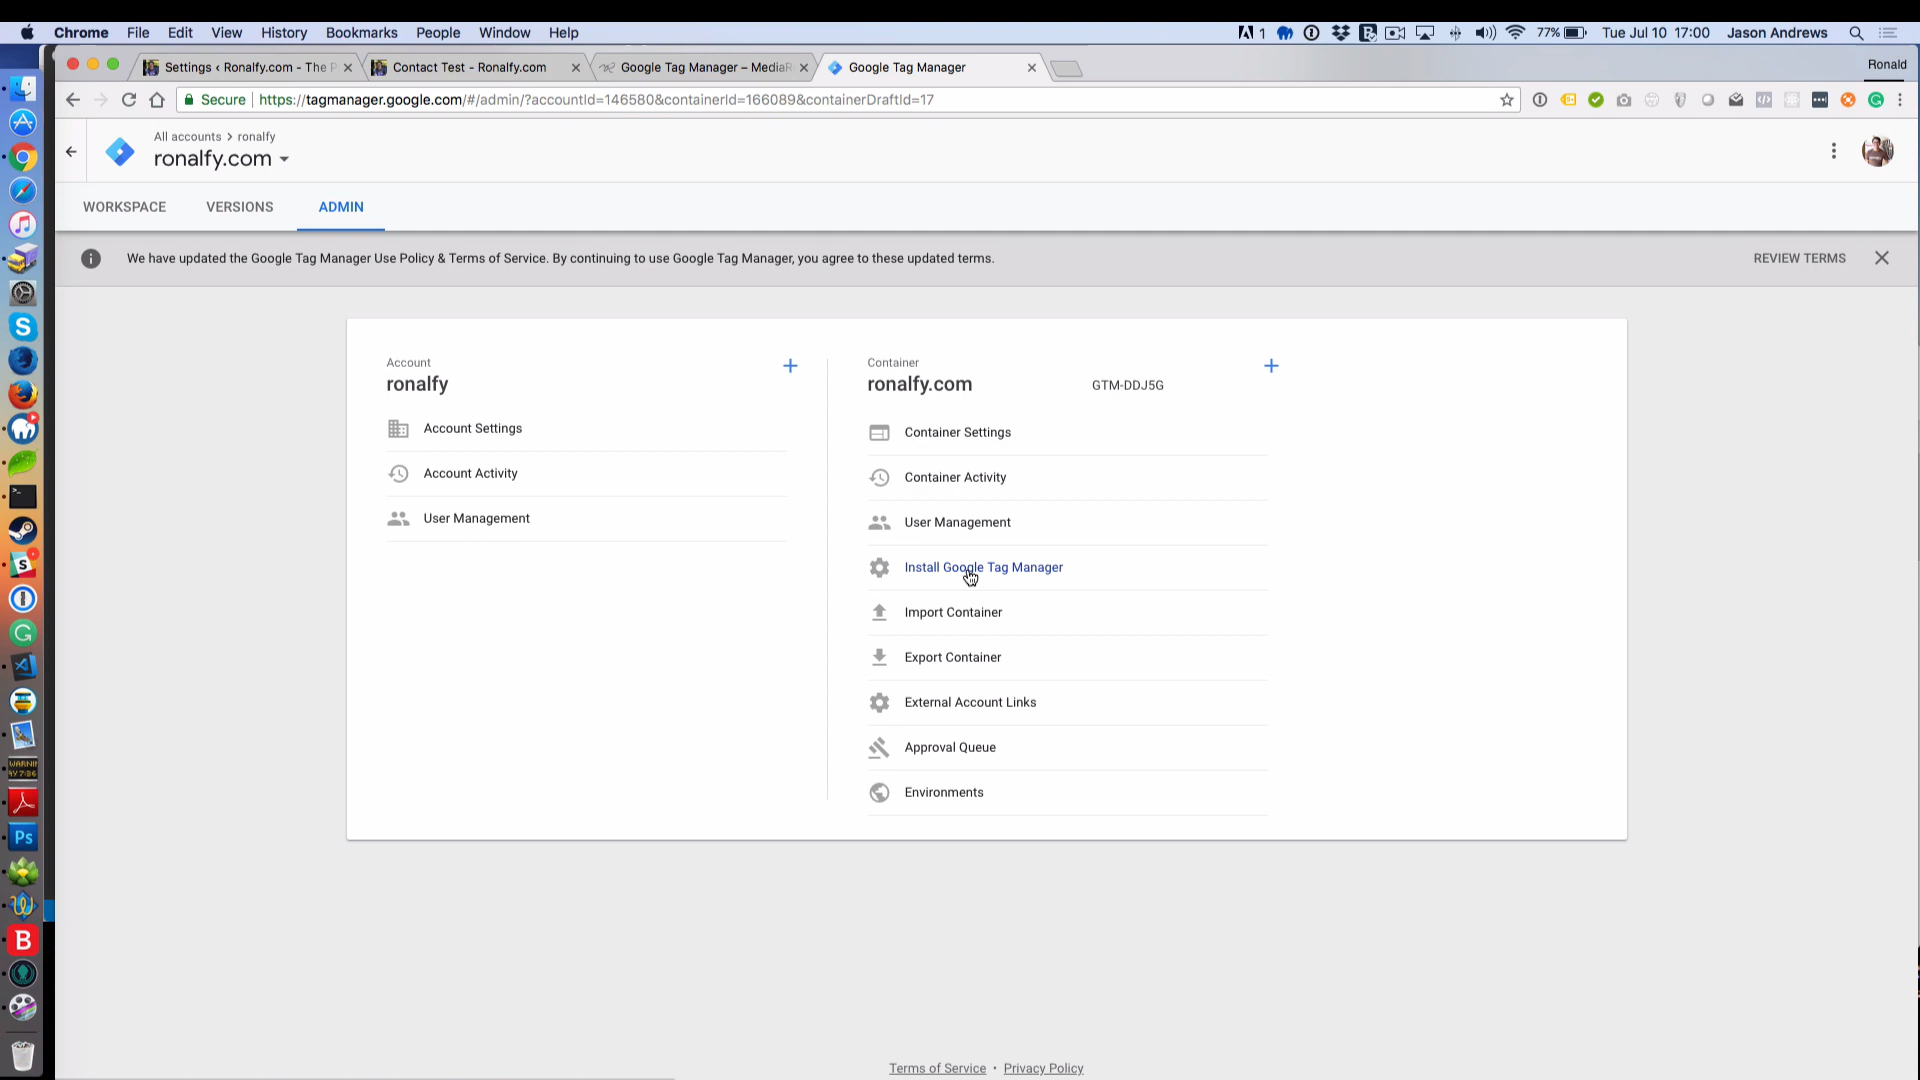 Chrome File Edit View History Bookmarks People Window Help 1 77% Tue Jul 10 17:00 Jason Andrews
Settings ‹ Ronalfy.com - The P Contact Test - Ronalfy.com Google Tag Manager – MediaR Google Tag Manager Ronald
Secure https://tagmanager.google.com/#/admin/?accountId=146580&containerId=166089&containerDraftId=17
All accounts > ronalfy
ronalfy.com
WORKSPACE VERSIONS ADMIN
We have updated the Google Tag Manager Use Policy & Terms of Service. By continuing to use Google Tag Manager, you agree to these updated terms. REVIEW TERMS
Account
ronalfy
Account Settings
Account Activity
User Management
Container
ronalfy.com GTM-DDJ5G
Container Settings
Container Activity
User Management
Install Google Tag Manager
Import Container
Export Container
External Account Links
Approval Queue
Environments
Terms of Service • Privacy Policy